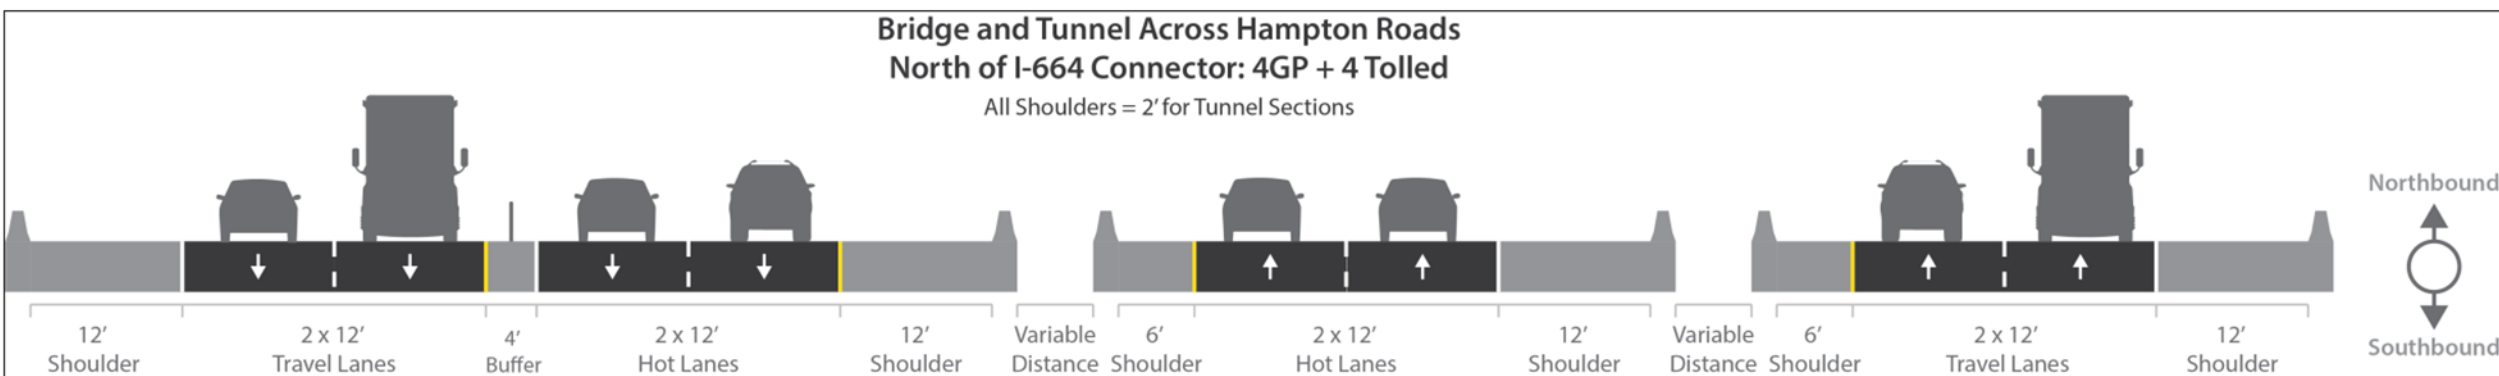 Bridge and Tunnel Across Hampton Roads
North of I-664 Connector: 4GP + 4 Tolled
All Shoulders = 2’ for Tunnel Sections
Northbound
Southbound
12’
Shoulder
2 x 12’
Travel Lanes
4’
Buffer
2 x 12’
Hot Lanes
12’
Shoulder
Variable
Distance
6’
Shoulder
2 x 12’
Hot Lanes
12’
Shoulder
Variable
Distance
6’
Shoulder
2 x 12’
Travel Lanes
12’
Shoulder